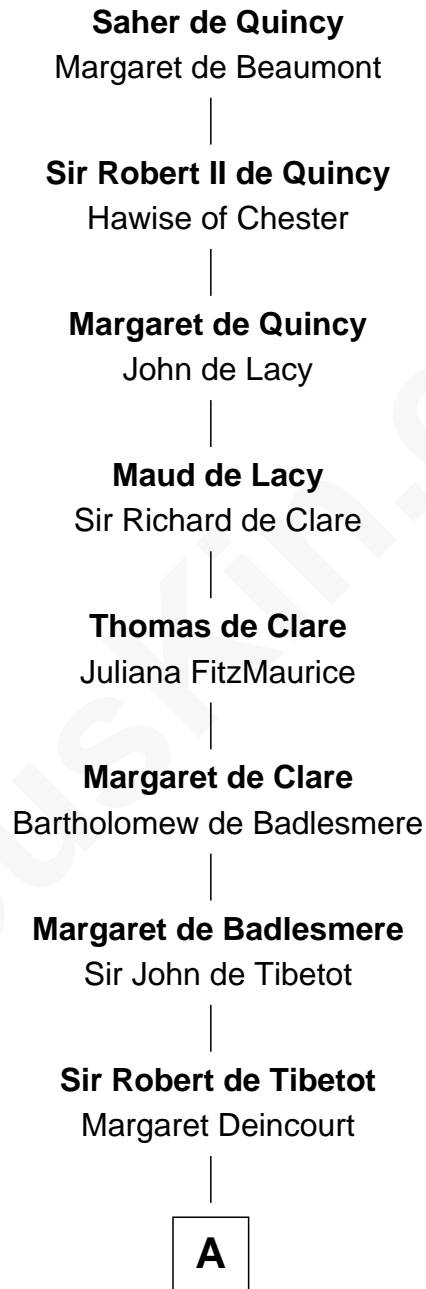 Saher de Quincy
Margaret de Beaumont
Sir Robert II de Quincy
Hawise of Chester
Margaret de Quincy
John de Lacy
Maud de Lacy
Sir Richard de Clare
Thomas de Clare
Juliana FitzMaurice
Margaret de Clare
Bartholomew de Badlesmere
Margaret de Badlesmere
Sir John de Tibetot
Sir Robert de Tibetot
Margaret Deincourt
A